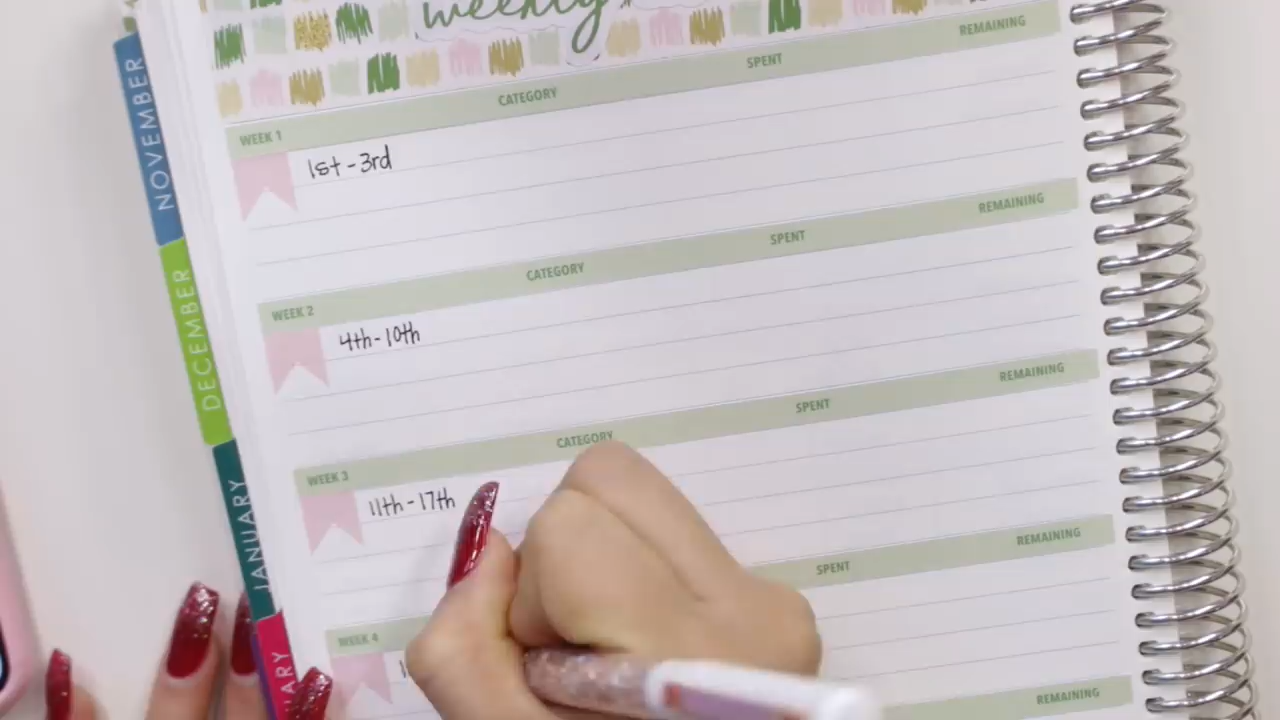 weekly
CATEGORY SPENT REMAINING
WEEK 1
1st - 3rd
CATEGORY SPENT REMAINING
WEEK 2
4th - 10th
CATEGORY SPENT REMAINING
WEEK 3
11th - 17th
SPENT REMAINING
WEEK 4
REMAINING
NOVEMBER
DECEMBER
JANUARY